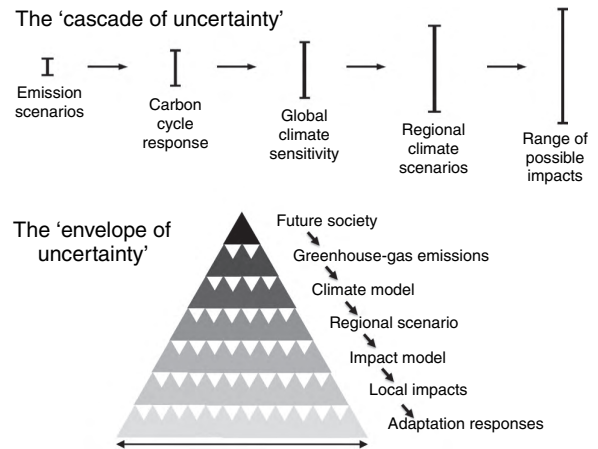 The ‘cascade of uncertainty’
Emission
scenarios
Carbon
cycle
response
Global
climate
sensitivity
Regional
climate
scenarios
Range of
possible
impacts
The ‘envelope of
uncertainty’
Future society
Greenhouse-gas emissions
Climate model
Regional scenario
Impact model
Local impacts
Adaptation responses